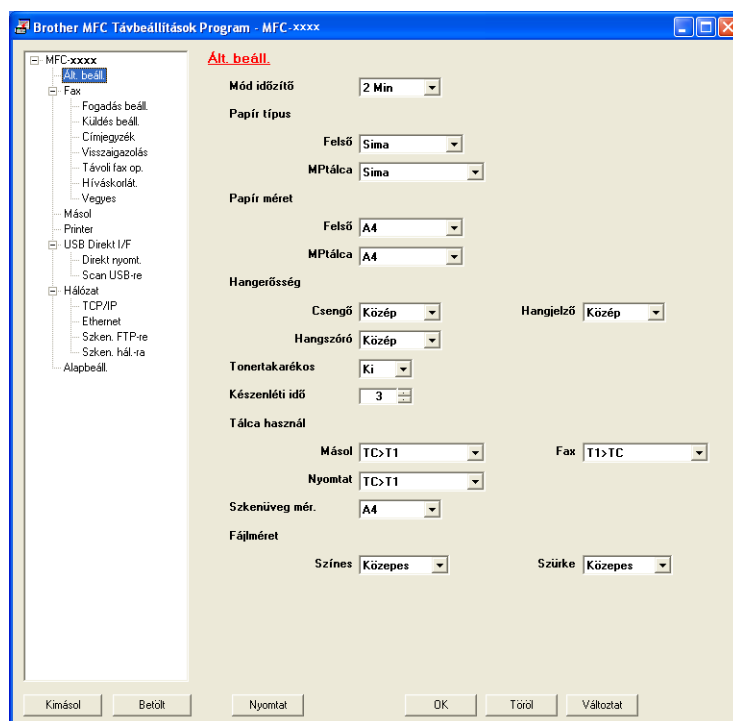 Brother MFC Távbeállítások Program - MFC-xxxx
MFC-xxxx
Ált. beáll.
Fax
Fogadás beáll.
Küldés beáll.
Címjegyzék
Visszaigazolás
Távoli fax op.
Híváskorlát.
Vegyes
Másol
Printer
USB Direkt I/F
Direkt nyomt.
Scan USB-re
Hálózat
TCP/IP
Ethernet
Szken. FTP-re
Szken. hál.-ra
Alapbeáll.
Ált. beáll.
Mód időzítő 2 Min
Papír típus
Felső Sima
MPtálca Sima
Papír méret
Felső A4
MPtálca A4
Hangerősség
Csengő Közép Hangjelző Közép
Hangszóró Közép
Tonertakarékos Ki
Készenléti idő 3
Tálca használ
Másol TC>T1 Fax T1>TC
Nyomtat TC>T1
Szkenüveg mér. A4
Fájlméret
Színes Közepes Szürke Közepes
Kimásol Betölt Nyomtat OK Töröl Változtat